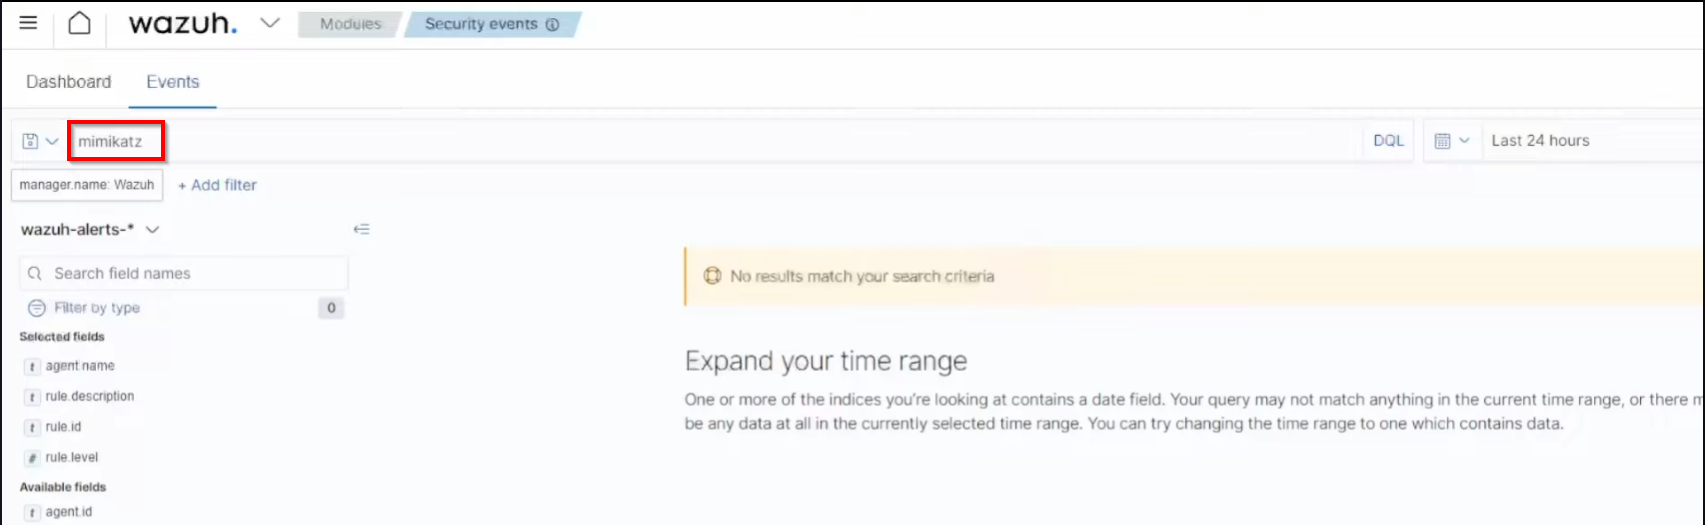 wazuh. Modules Security events
Dashboard Events
mimikatz DQL Last 24 hours
manager.name: Wazuh + Add filter
wazuh-alerts-*
Search field names
Filter by type 0
Selected fields
t agent.name
t rule.description
t rule.id
# rule.level
Available fields
t agent.id
No results match your search criteria
Expand your time range
One or more of the indices you're looking at contains a date field. Your query may not match anything in the current time range, or there m
be any data at all in the currently selected time range. You can try changing the time range to one which contains data.